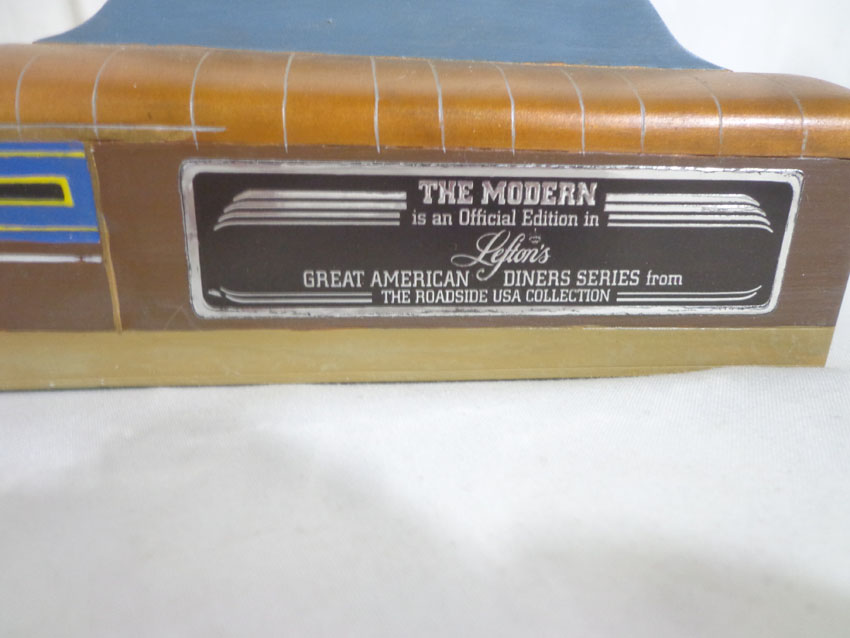 THE MODERN
is an Official Edition in
Lefton's
GREAT AMERICAN DINERS SERIES from
THE ROADSIDE USA COLLECTION